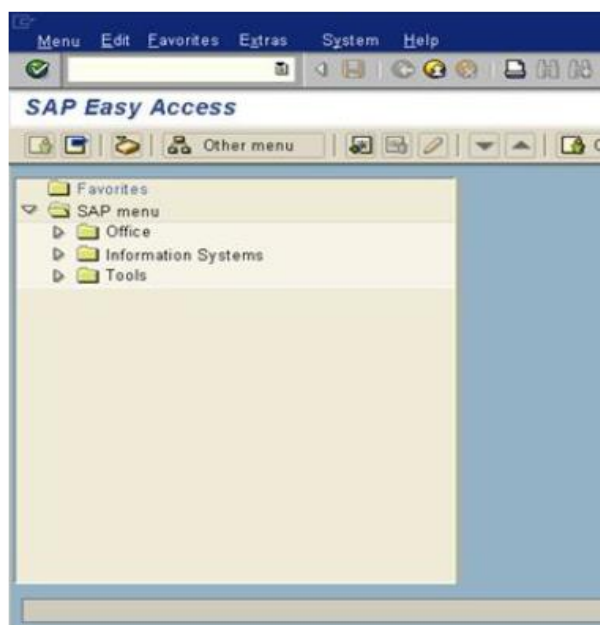 Menu Edit Favorites Extras System Help
SAP Easy Access
Other menu
Favorites
SAP menu
Office
Information Systems
Tools